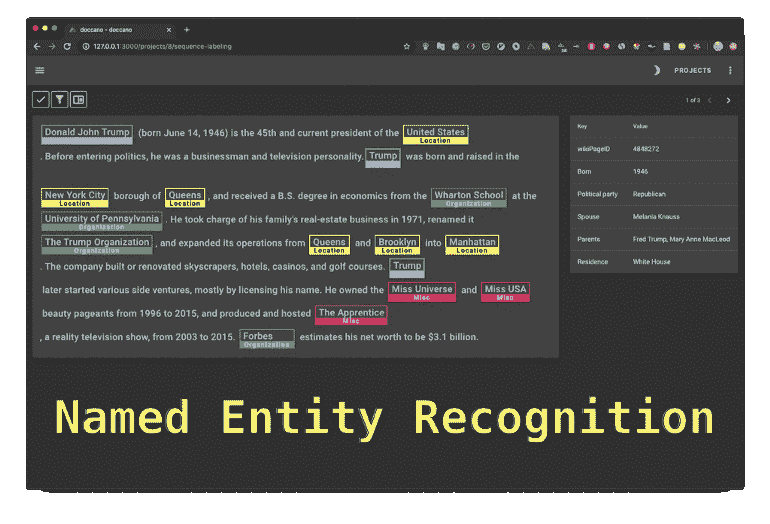 doccano - doccano
127.0.0.1:3000/projects/8/sequence-labeling
PROJECTS
1 of 3
Donald John Trump (born June 14, 1946) is the 45th and current president of the United States
Location
. Before entering politics, he was a businessman and television personality. Trump was born and raised in the
New York City borough of Queens , and received a B.S. degree in economics from the Wharton School at the
Location Location Organization
University of Pennsylvania . He took charge of his family's real-estate business in 1971, renamed it
Organization
The Trump Organization , and expanded its operations from Queens and Brooklyn into Manhattan
Organization Location Location Location
. The company built or renovated skyscrapers, hotels, casinos, and golf courses. Trump
later started various side ventures, mostly by licensing his name. He owned the Miss Universe and Miss USA
Misc Misc
beauty pageants from 1996 to 2015, and produced and hosted The Apprentice
Misc
, a reality television show, from 2003 to 2015. Forbes estimates his net worth to be $3.1 billion.
Organization
Key Value
wikiPageID 4848272
Born 1946
Political party Republican
Spouse Melania Knauss
Parents Fred Trump, Mary Anne MacLeod
Residence White House
Named Entity Recognition